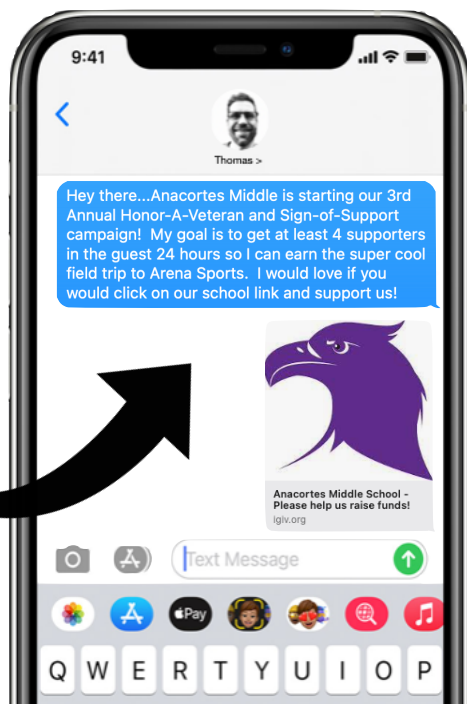 9:41
Thomas >
Hey there...Anacortes Middle is starting our 3rd
Annual Honor-A-Veteran and Sign-of-Support
campaign!  My goal is to get at least 4 supporters
in the guest 24 hours so I can earn the super cool
field trip to Arena Sports.  I would love if you
would click on our school link and support us!
Anacortes Middle School -
Please help us raise funds!
igiv.org
Text Message
Pay
Q W E R T Y U I O P